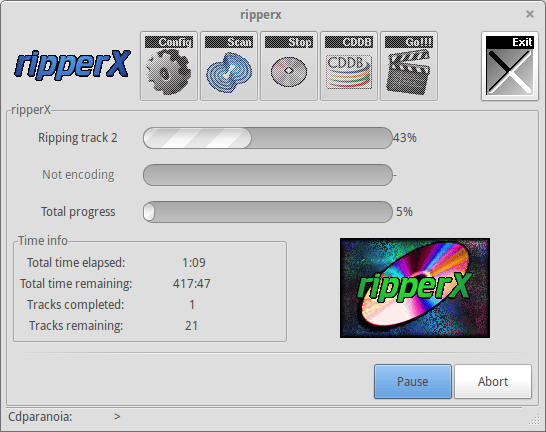 ripperx
ripperX
Config
Scan
Stop
CDDB
CDDB
Go!!!
Exit
ripperX
Ripping track 2
43%
Not encoding
-
Total progress
5%
Time info
Total time elapsed: 1:09
Total time remaining: 417:47
Tracks completed: 1
Tracks remaining: 21
ripperX
Pause
Abort
Cdparanoia: >